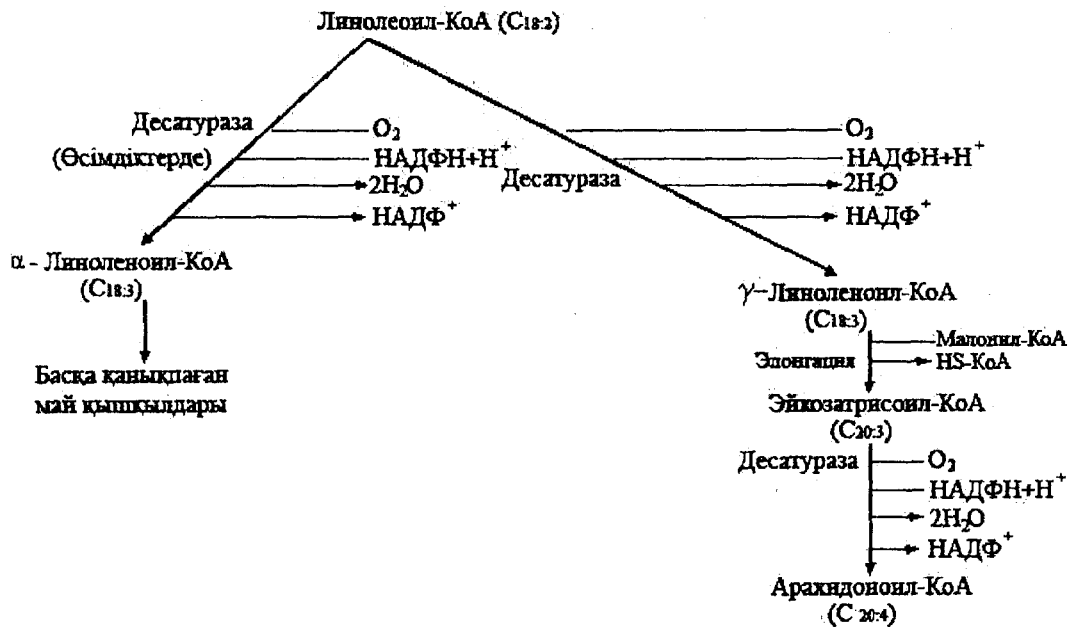 Линолеоил-КоА (C18:2)
Десатураза
(Өсімдіктерде)
O2
НАДФН+Н+
2H2O
НАДФ+
α - Линоленоил-КоА
(C18:3)
Басқа қанықпаған
май қышқылдары
Десатураза
O2
НАДФН+Н+
2H2O
НАДФ+
γ-Линоленоил-КоА
(C18:3)
Элонгация
Малонил-КоА
HS-КоА
Эйкозатрисоил-КоА
(C20:3)
Десатураза
O2
НАДФН+Н+
2H2O
НАДФ+
Арахидоноил-КоА
(C 20:4)